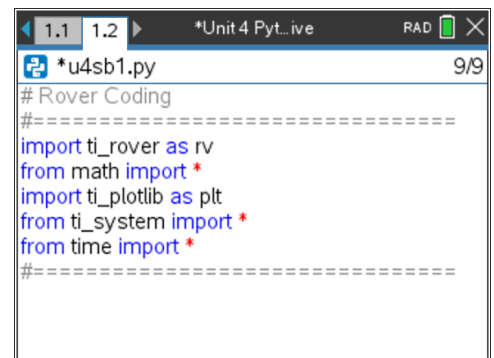 1.1 1.2 *Unit 4 Pyt…ive RAD
*u4sb1.py 9/9
# Rover Coding
#================================
import ti_rover as rv
from math import *
import ti_plotlib as plt
from ti_system import *
from time import *
#================================